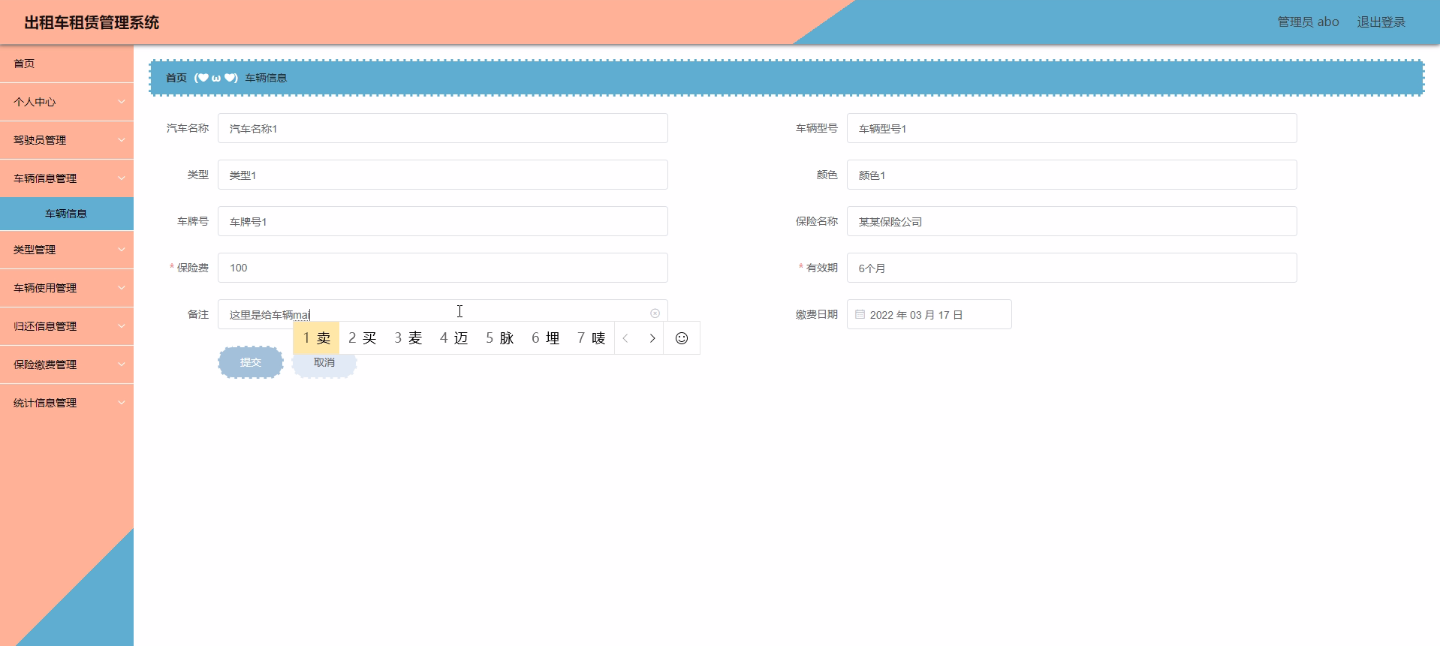 出租车租赁管理系统
管理员 abo 退出登录
首页
个人中心
驾驶员管理
车辆信息管理
车辆信息
类型管理
车辆使用管理
归还信息管理
保险缴费管理
统计信息管理
首页 (♥ω♥) 车辆信息
汽车名称 汽车名称1 车辆型号 车辆型号1
类型 类型1 颜色 颜色1
车牌号 车牌号1 保险名称 某某保险公司
* 保险费 100 * 有效期 6个月
备注 这里是给车辆mai 缴费日期 2022 年 03 月 17 日
1 卖 2 买 3 麦 4 迈 5 脉 6 埋 7 唛
提交 取消